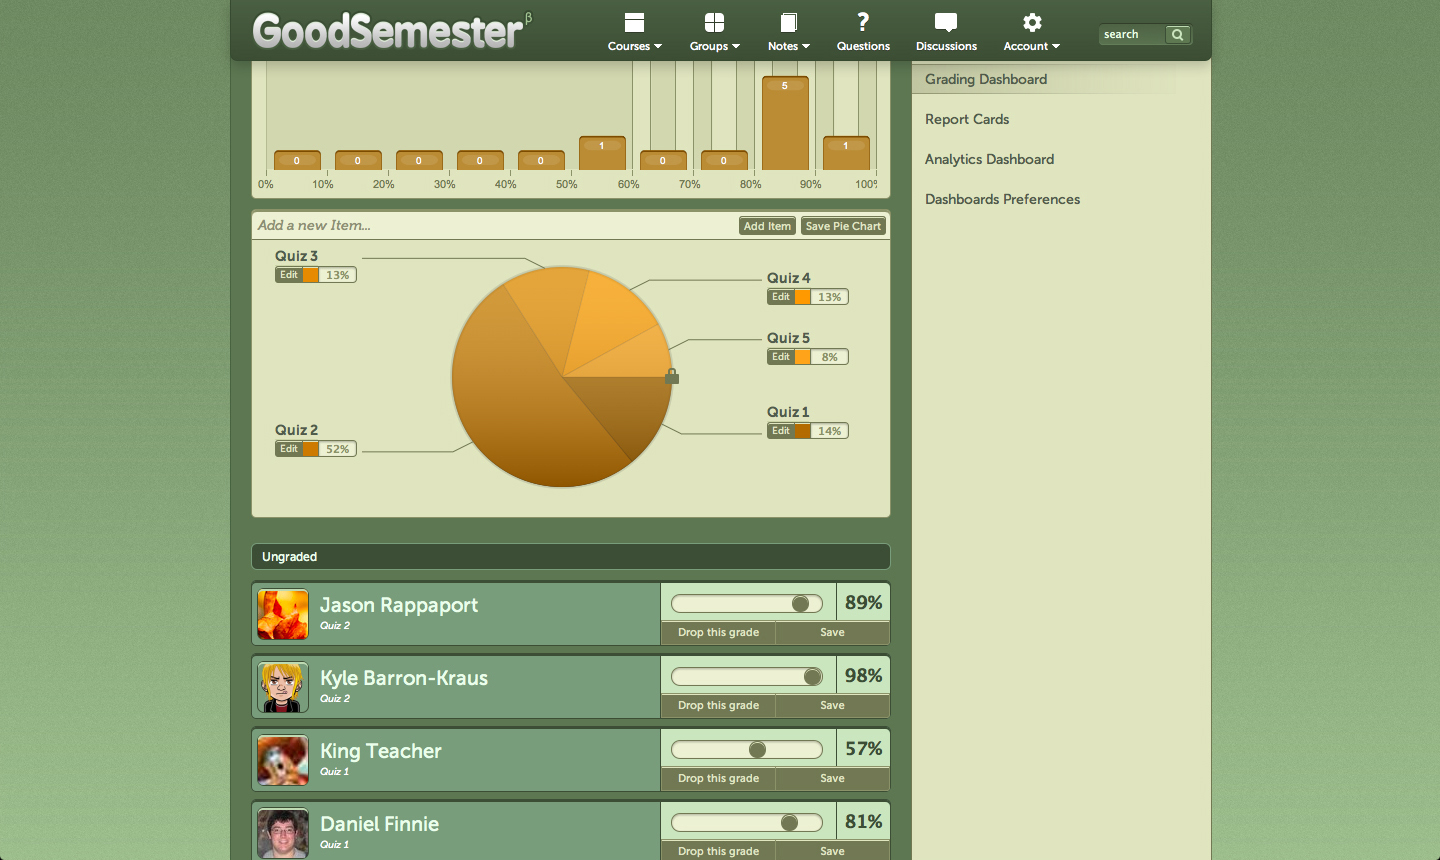 GoodSemester β
Courses Groups Notes Questions Discussions Account search
5
1 1
0 0 0 0 0 0 0
0% 10% 20% 30% 40% 50% 60% 70% 80% 90% 100%
Grading Dashboard
Report Cards
Analytics Dashboard
Dashboards Preferences
Add a new Item... Add Item Save Pie Chart
Quiz 3
Edit 13%
Quiz 4
Edit 13%
Quiz 5
Edit 8%
Quiz 1
Edit 14%
Quiz 2
Edit 52%
Ungraded
Jason Rappaport 89%
Quiz 2
Drop this grade Save
Kyle Barron-Kraus 98%
Quiz 2
Drop this grade Save
King Teacher 57%
Quiz 1
Drop this grade Save
Daniel Finnie 81%
Quiz 1
Drop this grade Save